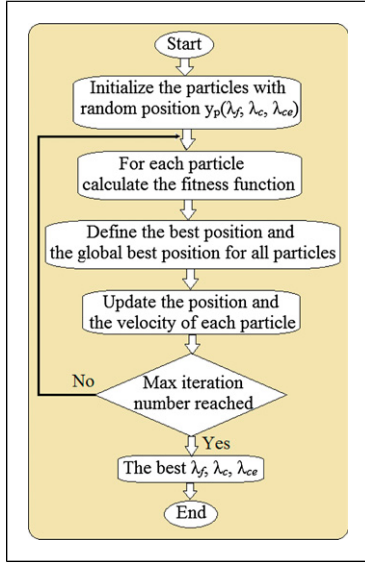 Start
Initialize the particles with
random position yₚ(λf, λc, λce)
For each particle
calculate the fitness function
Define the best position and
the global best position for all particles
Update the position and
the velocity of each particle
No
Max iteration
number reached
Yes
The best λf, λc, λce
End